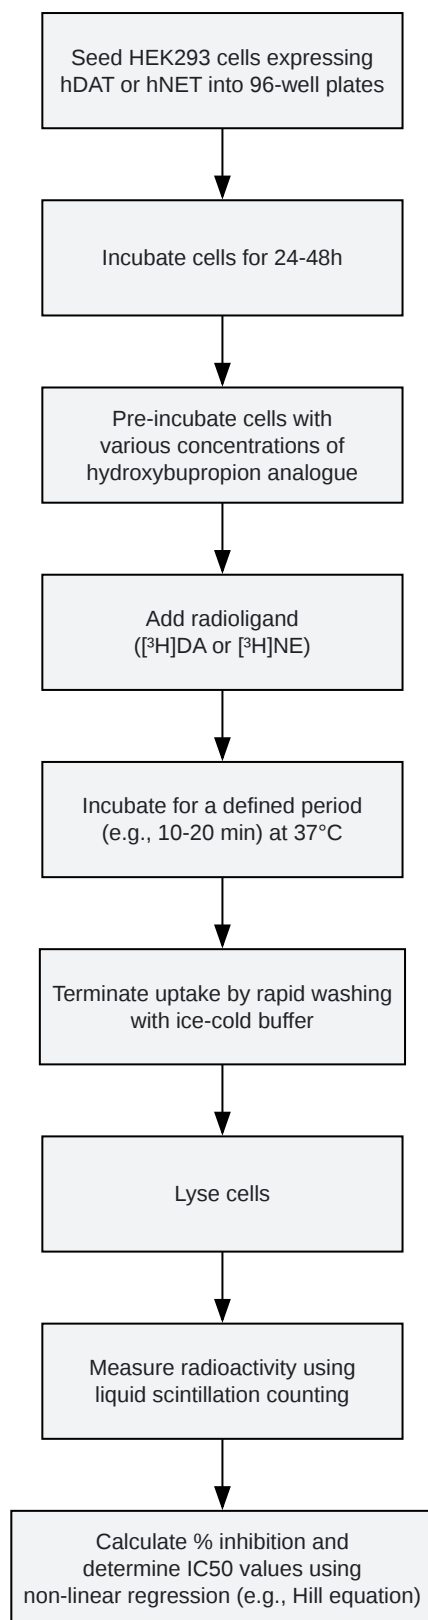 Seed HEK293 cells expressing
hDAT or hNET into 96-well plates
Incubate cells for 24-48h
Pre-incubate cells with
various concentrations of
hydroxybupropion analogue
Add radioligand
([³H]DA or [³H]NE)
Incubate for a defined period
(e.g., 10-20 min) at 37°C
Terminate uptake by rapid washing
with ice-cold buffer
Lyse cells
Measure radioactivity using
liquid scintillation counting
Calculate % inhibition and
determine IC50 values using
non-linear regression (e.g., Hill equation)